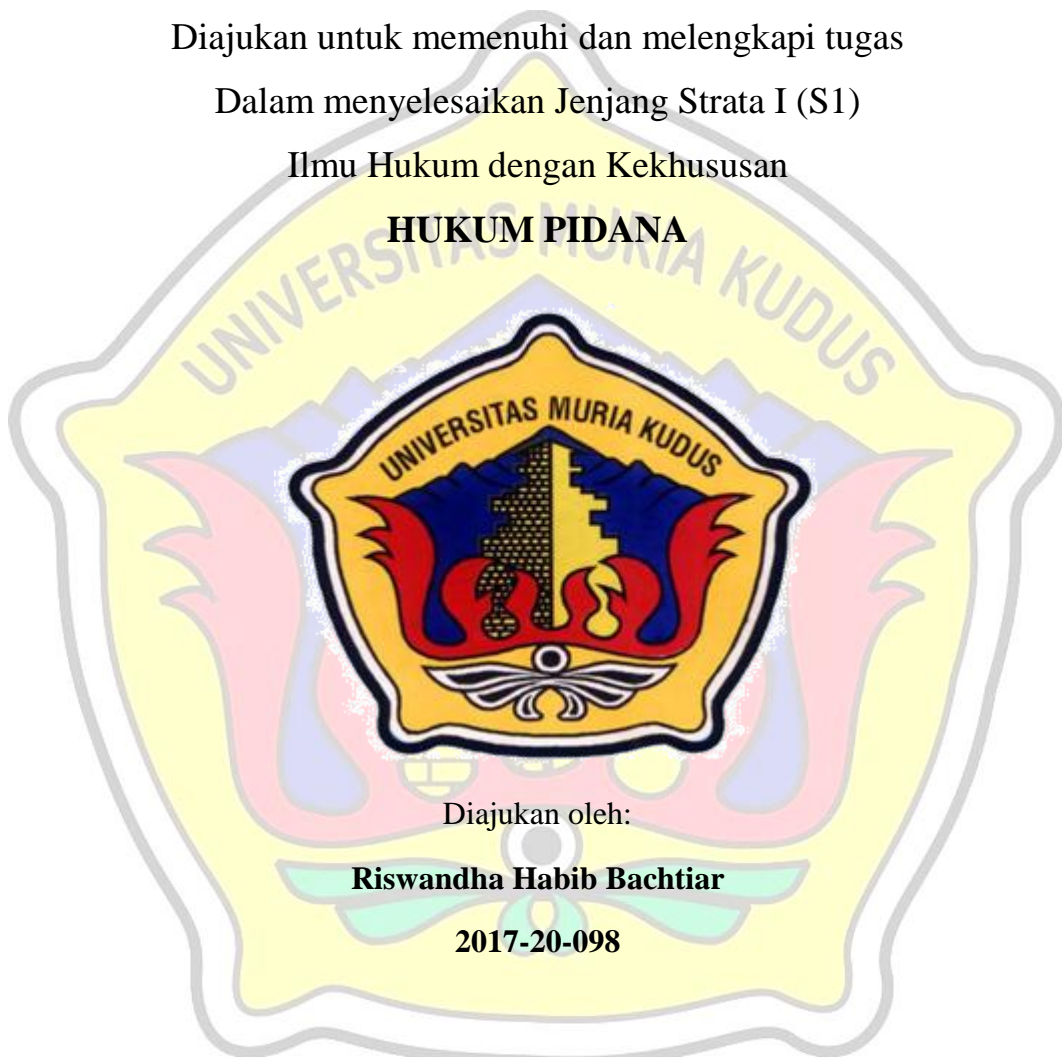 Diajukan untuk memenuhi dan melengkapi tugas
Dalam menyelesaikan Jenjang Strata I (S1)
Ilmu Hukum dengan Kekhususan
HUKUM PIDANA
UNIVERSITAS MURIA KUDUS
UNIVERSITAS MURIA KUDUS
Diajukan oleh:
Riswandha Habib Bachtiar
2017-20-098